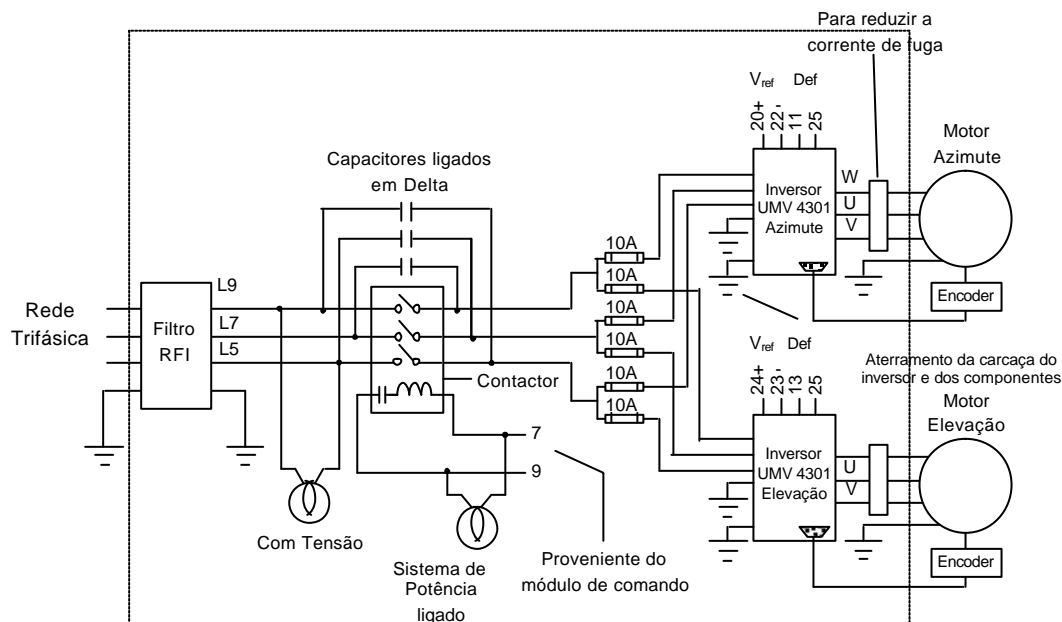 Para reduzir a
corrente de fuga
Vref Def
20+
22-
11
25
Motor
Azimute
Capacitores ligados
em Delta
W
U
V
Inversor
UMV 4301
Azimute
10A
10A
10A
10A
10A
10A
Encoder
L9
L7
L5
Rede
Trifásica
Filtro
RFI
Contactor
Vref Def
24+
23-
13
25
Aterramento da carcaça do
inversor e dos componentes
Motor
Elevação
7
9
Inversor
UMV 4301
Elevação
U
V
Com Tensão
Sistema de
Potência
ligado
Proveniente do
módulo de comando
Encoder